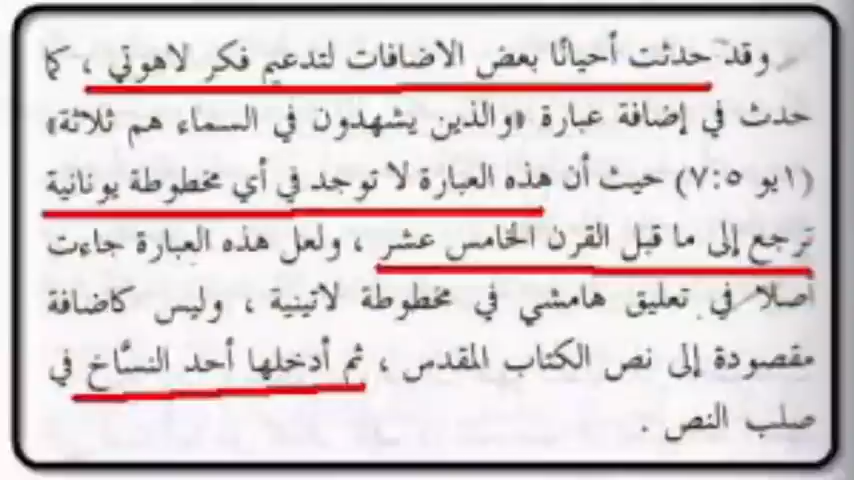 وقد حدثت أحيانًا بعض الاضافات لتدعيم فكر لاهوتي ، كما
حدث في إضافة عبارة «والذين يشهدون في السماء هم ثلاثة»
(١يو ٥:٧) حيث أن هذه العبارة لا توجد في أي مخطوطة يونانية
ترجع إلى ما قبل القرن الخامس عشر ، ولعل هذه العبارة جاءت
أصلا في تعليق هامشي في مخطوطة لاتينية ، وليس كاضافة
مقصودة إلى نص الكتاب المقدس ، ثم أدخلها أحد النسَّاخ في
صلب النص .